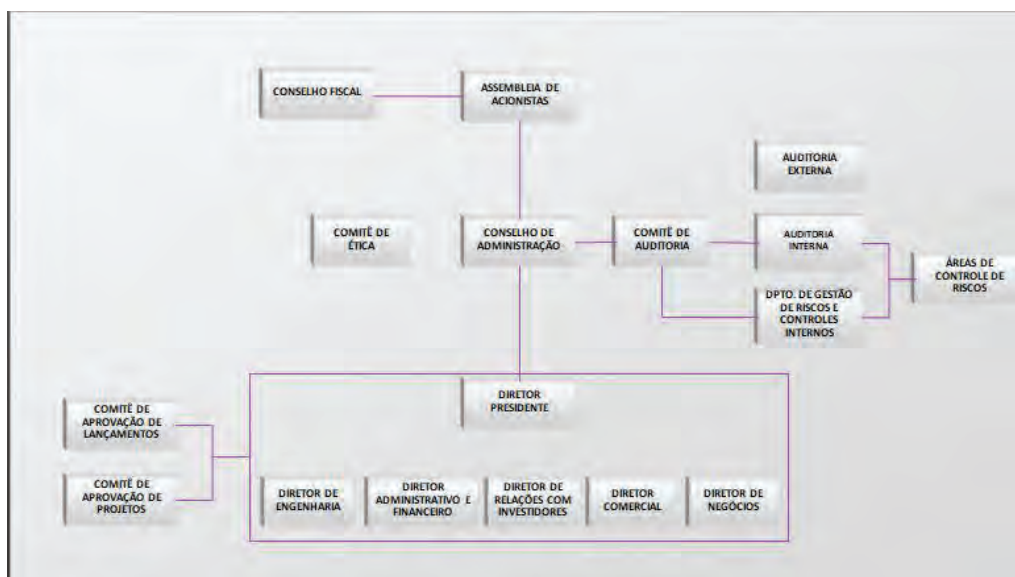 CONSELHO FISCAL
ASSEMBLEIA DE
ACIONISTAS
AUDITORIA
EXTERNA
COMITÊ DE
ÉTICA
CONSELHO DE
ADMINISTRAÇÃO
COMITÊ DE
AUDITORIA
AUDITORIA
INTERNA
ÁREAS DE
CONTROLE DE
RISCOS
DPTO. DE GESTÃO
DE RISCOS E
CONTROLES
INTERNOS
DIRETOR
PRESIDENTE
COMITÊ DE
APROVAÇÃO DE
LANÇAMENTOS
COMITÊ DE
APROVAÇÃO DE
PROJETOS
DIRETOR DE
ENGENHARIA
DIRETOR
ADMINISTRATIVO E
FINANCEIRO
DIRETOR DE
RELAÇÕES COM
INVESTIDORES
DIRETOR
COMERCIAL
DIRETOR DE
NEGÓCIOS